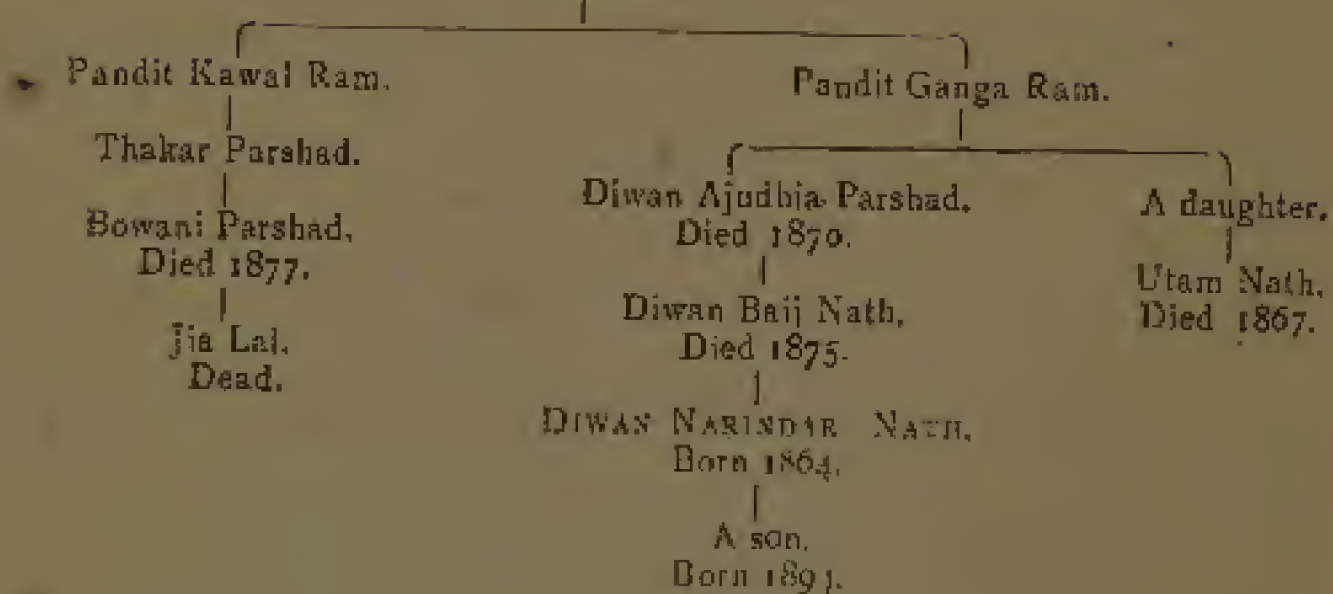 Pandit Kawal Ram.
Thakar Parshad.
Bowani Parshad,
Died 1877.
Jia Lal.
Dead.
Pandit Ganga Ram.
Diwan Ajudhia Parshad.
Died 1870.
Diwan Baij Nath,
Died 1875.
DIWAN NARINDAR NATH.
Born 1864.
A son.
Born
A daughter.
Utam Nath,
Died 1867.